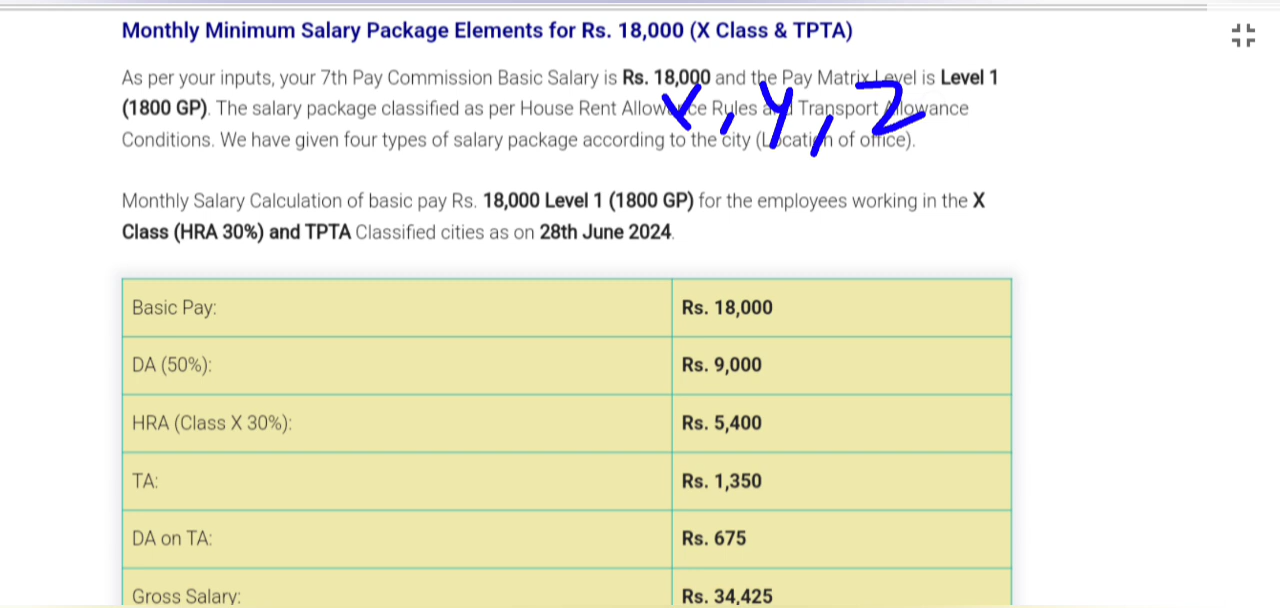 Monthly Minimum Salary Package Elements for Rs. 18,000 (X Class & TPTA)
As per your inputs, your 7th Pay Commission Basic Salary is Rs. 18,000 and the Pay Matrix Level is Level 1
(1800 GP). The salary package classified as per House Rent Allowance Rules and Transport Allowance
X, Y, Z
Conditions. We have given four types of salary package according to the city (Location of office).
Monthly Salary Calculation of basic pay Rs. 18,000 Level 1 (1800 GP) for the employees working in the X
Class (HRA 30%) and TPTA Classified cities as on 28th June 2024.
Basic Pay: Rs. 18,000
DA (50%): Rs. 9,000
HRA (Class X 30%): Rs. 5,400
TA: Rs. 1,350
DA on TA: Rs. 675
Gross Salary: Rs. 34,425